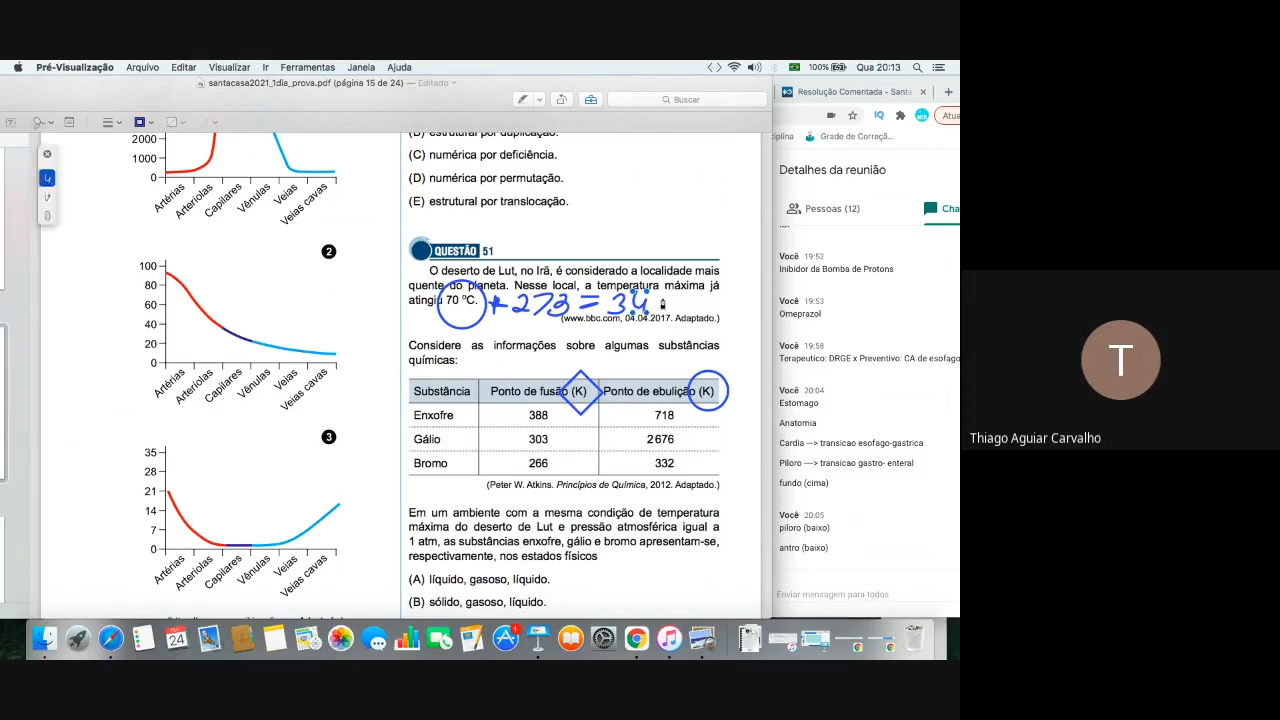 Pré-Visualização Arquivo Editar Visualizar Ir Ferramentas Janela Ajuda
100% Qua 20:13
santacasa2021_1dia_prova.pdf (página 15 de 24) — Editado
Buscar
2000
1000
0
Artérias
Arteríolas
Capilares
Vênulas
Veias
Veias cavas
2
100
80
60
40
20
0
Artérias
Arteríolas
Capilares
Vênulas
Veias
Veias cavas
3
35
28
21
14
7
0
Artérias
Arteríolas
Capilares
Vênulas
Veias
Veias cavas
(B) estrutural por duplicação.
(C) numérica por deficiência.
(D) numérica por permutação.
(E) estrutural por translocação.
QUESTÃO 51
O deserto de Lut, no Irã, é considerado a localidade mais
quente do planeta. Nesse local, a temperatura máxima já
atingiu 70 ºC. + 273 = 34
(www.bbc.com, 04.04.2017. Adaptado.)
Considere as informações sobre algumas substâncias
químicas:
Substância Ponto de fusão (K) Ponto de ebulição (K)
Enxofre 388 718
Gálio 303 2676
Bromo 266 332
(Peter W. Atkins. Princípios de Química, 2012. Adaptado.)
Em um ambiente com a mesma condição de temperatura
máxima do deserto de Lut e pressão atmosférica igual a
1 atm, as substâncias enxofre, gálio e bromo apresentam-se,
respectivamente, nos estados físicos
(A) líquido, gasoso, líquido.
(B) sólido, gasoso, líquido.
Resolução Comentada - Santa
Atua
ciplina Grade de Correçã...
Detalhes da reunião
Pessoas (12) Cha
Você 19:52
Inibidor da Bomba de Protons
Você 19:53
Omeprazol
Você 19:58
Terapeutico: DRGE x Preventivo: CA de esofago
Você 20:04
Estomago
Anatomia
Cardia ---> transicao esofago-gastrica
Piloro ----> transicao gastro- enteral
fundo (cima)
Você 20:05
piloro (baixo)
antro (baixo)
Enviar mensagem para todos
T
Thiago Aguiar Carvalho
FEV
24
1